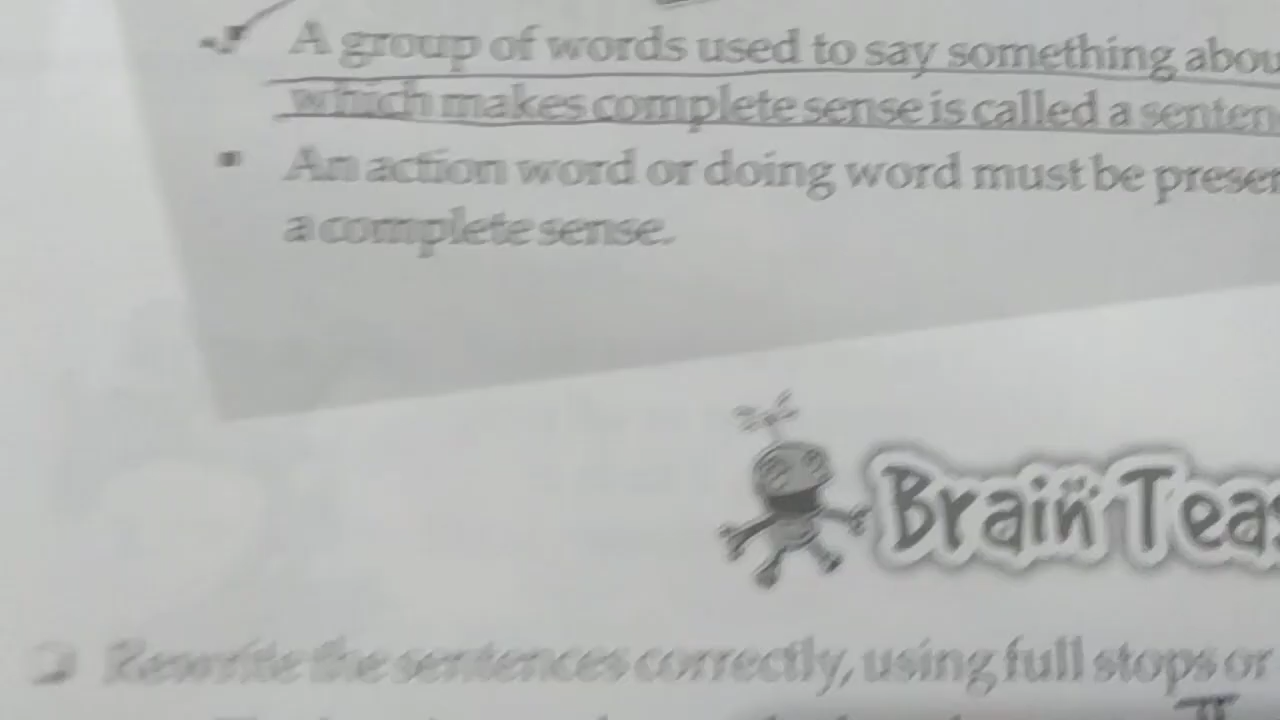 A group of words used to say something abou
which makes complete sense is called a senten
An action word or doing word must be presen
a complete sense.
Brain Teas
Rewrite the sentences correctly, using full stops or